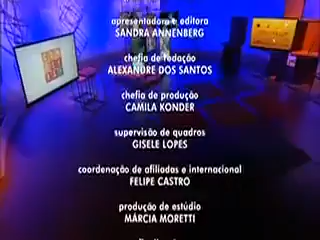 apresentadora e editora
SANDRA ANNENBERG
chefia de redação
ALEXANDRE DOS SANTOS
chefia de produção
CAMILA KONDER
supervisão de quadros
GISELE LOPES
coordenação de afiliadas e internacional
FELIPE CASTRO
produção de estúdio
MÁRCIA MORETTI